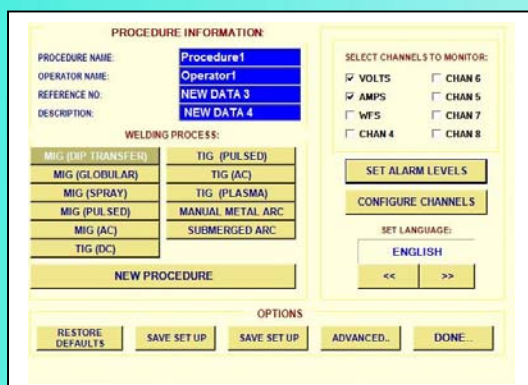 PROCEDURE INFORMATION:
PROCEDURE NAME: Procedure1
OPERATOR NAME: Operator1
REFERENCE NO: NEW DATA 3
DESCRIPTION: NEW DATA 4
WELDING PROCESS:
MIG (DIP TRANSFER) TIG (PULSED)
MIG (GLOBULAR) TIG (AC)
MIG (SPRAY) TIG (PLASMA)
MIG (PULSED) MANUAL METAL ARC
MIG (AC) SUBMERGED ARC
TIG (DC)
NEW PROCEDURE
SELECT CHANNELS TO MONITOR:
VOLTS CHAN 6
AMPS CHAN 5
WFS CHAN 7
CHAN 4 CHAN 8
SET ALARM LEVELS
CONFIGURE CHANNELS
SET LANGUAGE:
ENGLISH
<< >>
OPTIONS
RESTORE DEFAULTS SAVE SET UP SAVE SET UP ADVANCED.. DONE...